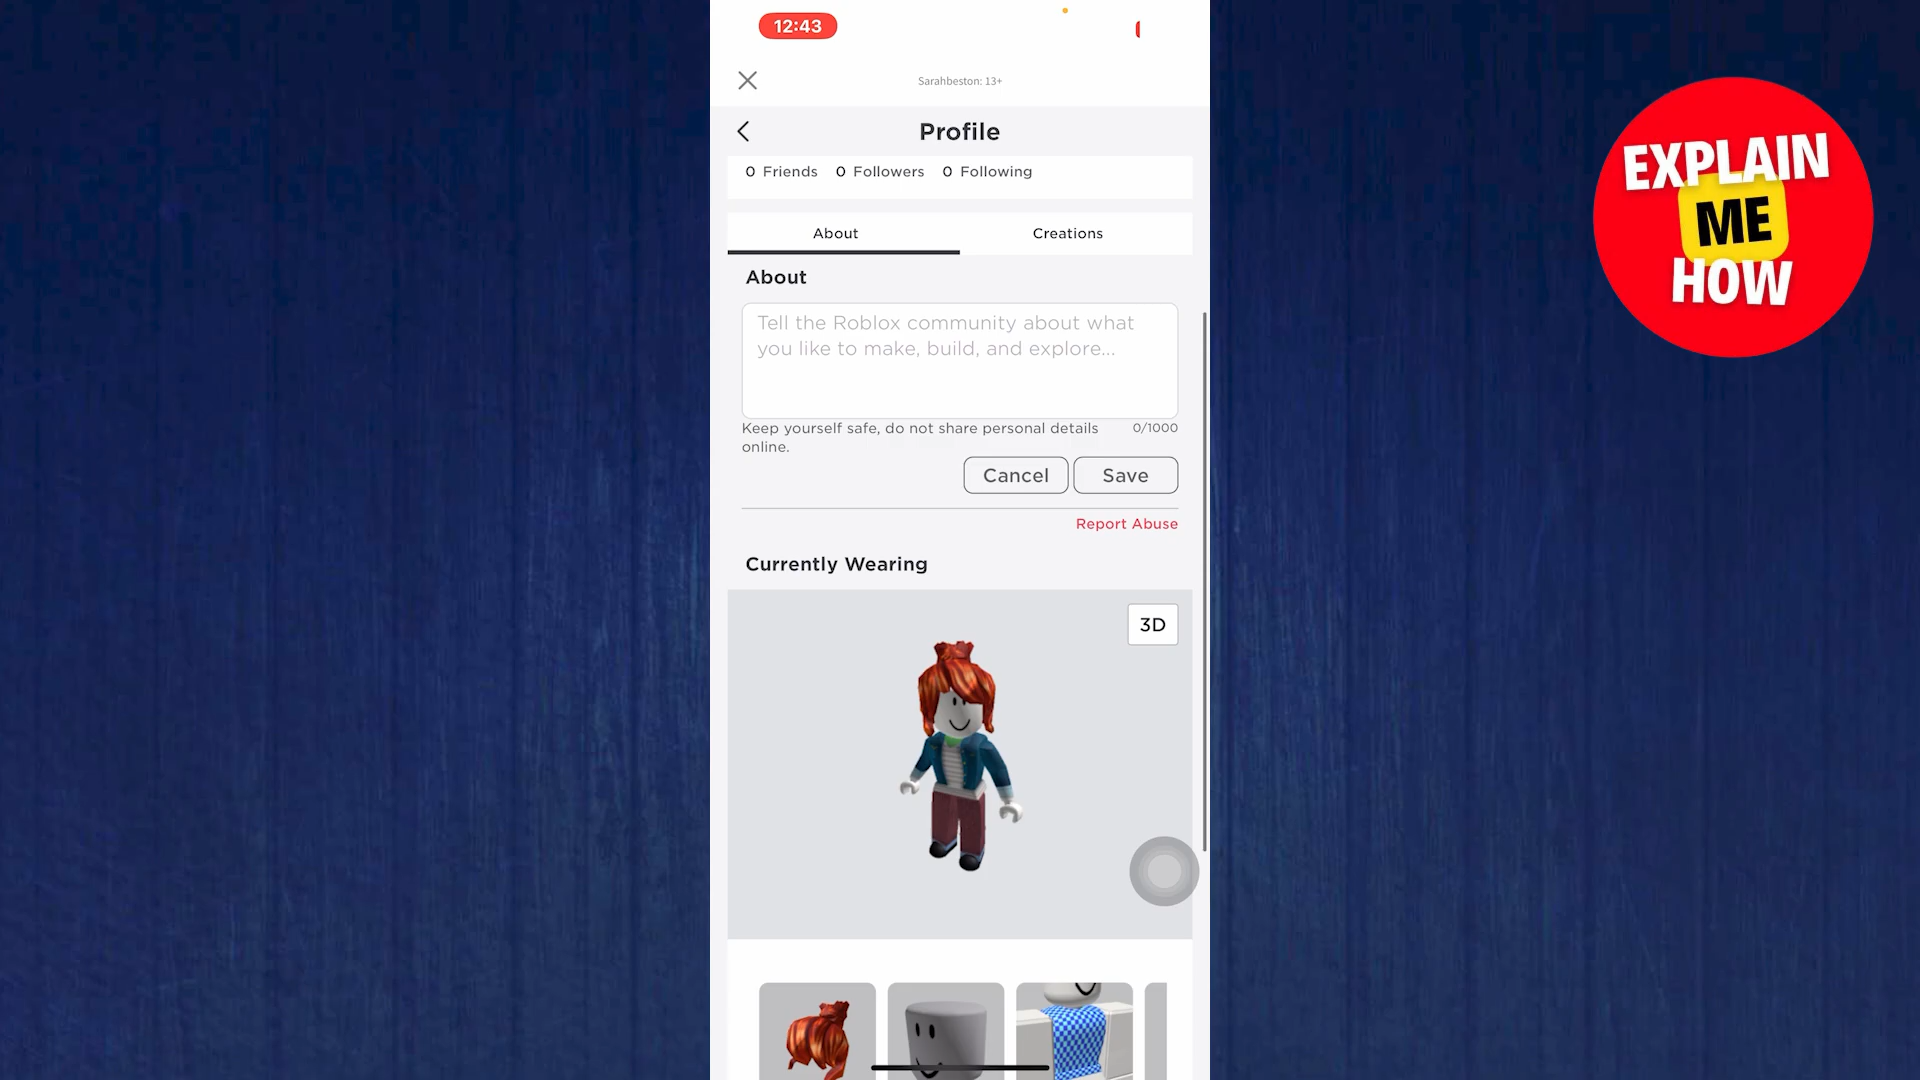 12:43
Sarahbeston: 13+
Profile
0 Friends 0 Followers 0 Following
About Creations
About
Tell the Roblox community about what
you like to make, build, and explore...
Keep yourself safe, do not share personal details
online.
0/1000
Cancel Save
Report Abuse
Currently Wearing
3D
EXPLAIN
ME
HOW